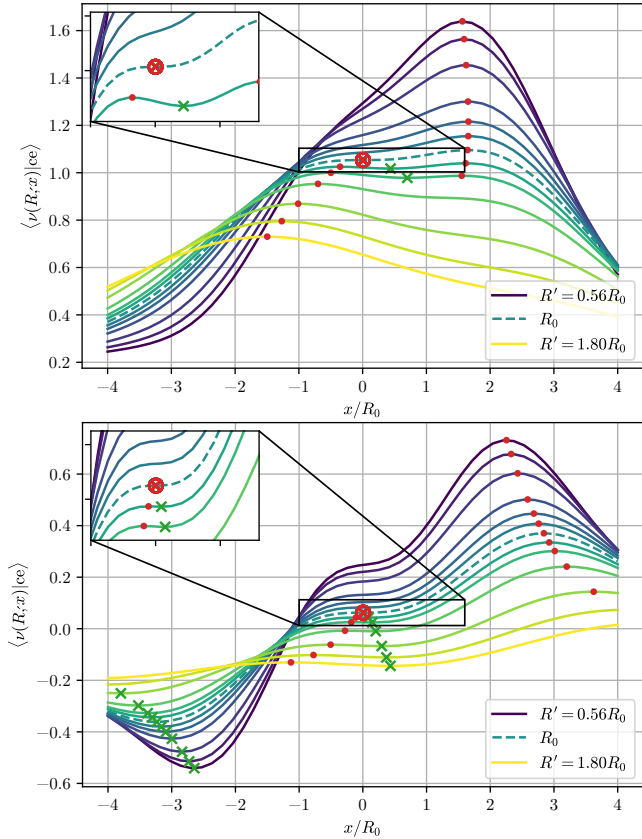 1.6
1.4
1.2
1.0
0.8
0.6
0.4
0.2
⟨ν(R; x)|ce⟩
R′ = 0.56R₀
R₀
R′ = 1.80R₀
−4 −3 −2 −1 0 1 2 3 4
x/R₀
0.6
0.4
0.2
0.0
−0.2
−0.4
−0.6
⟨ν(R; x)|ce⟩
R′ = 0.56R₀
R₀
R′ = 1.80R₀
−4 −3 −2 −1 0 1 2 3 4
x/R₀